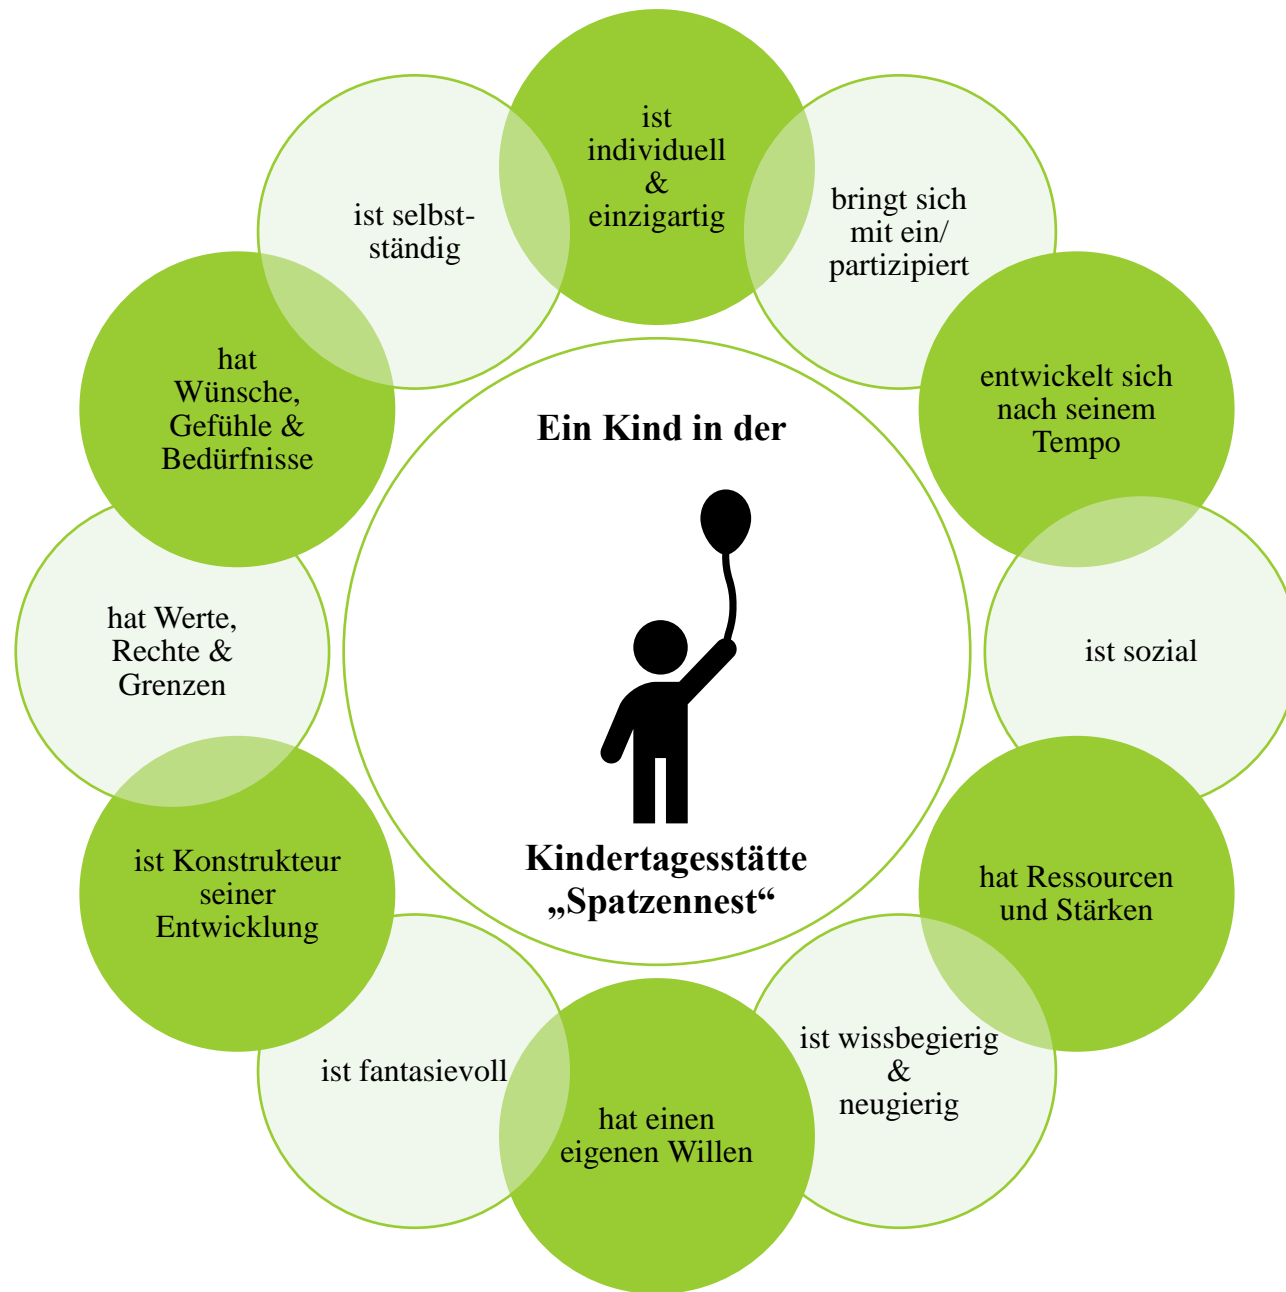 Ein Kind in der
Kindertagesstätte
„Spatzennest“
ist
individuell
&
einzigartig
bringt sich
mit ein/
partizipiert
entwickelt sich
nach seinem
Tempo
ist sozial
hat Ressourcen
und Stärken
ist wissbegierig
&
neugierig
hat einen
eigenen Willen
ist fantasievoll
ist Konstrukteur
seiner
Entwicklung
hat Werte,
Rechte &
Grenzen
hat
Wünsche,
Gefühle &
Bedürfnisse
ist selbst-
ständig